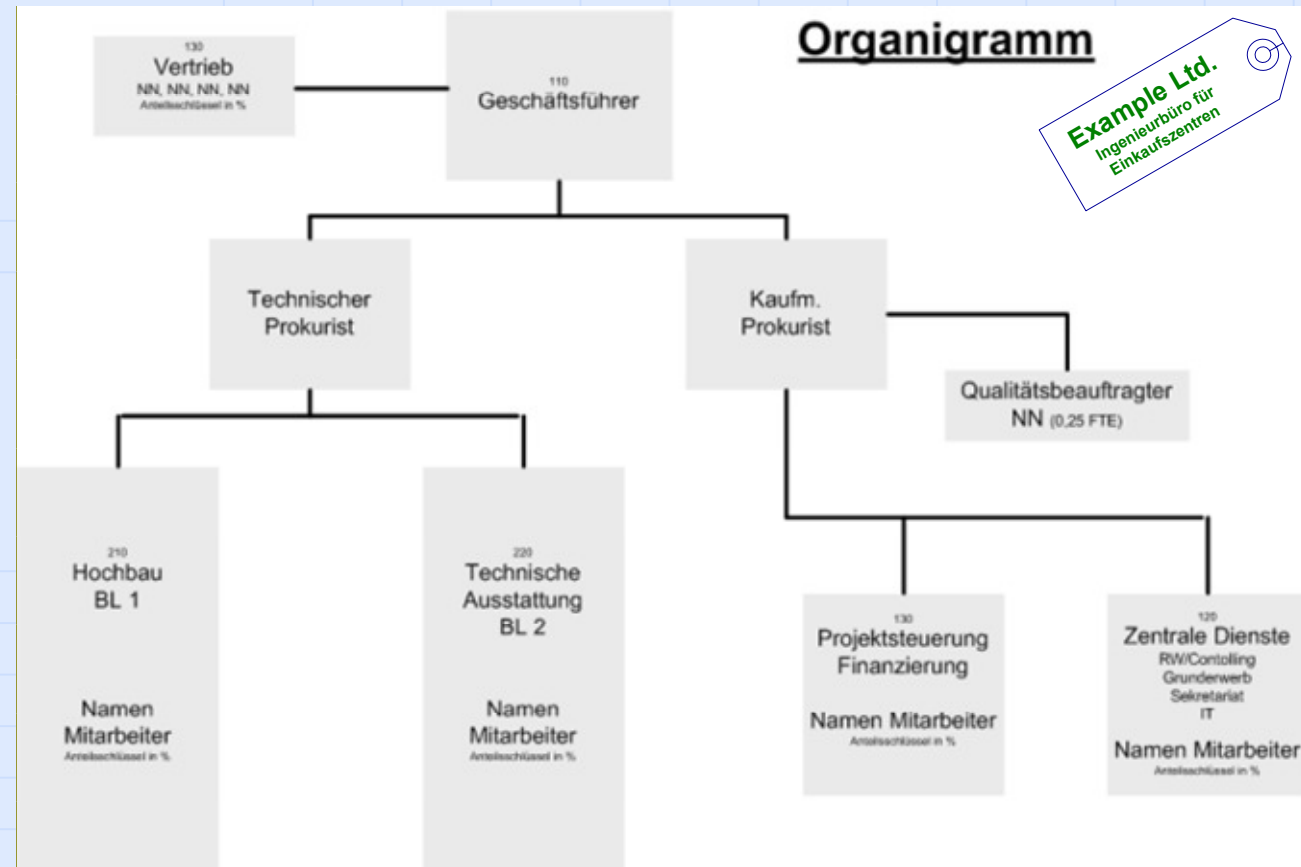 Organigramm
Example Ltd.
Ingenieurbüro für
Einkaufszentren
130
Vertrieb
NN, NN, NN, NN
Anteilsschlüssel in %
110
Geschäftsführer
Technischer
Prokurist
Kaufm.
Prokurist
Qualitätsbeauftragter
NN (0,25 FTE)
210
Hochbau
BL 1
Namen
Mitarbeiter
Anteilsschlüssel in %
220
Technische
Ausstattung
BL 2
Namen
Mitarbeiter
Anteilsschlüssel in %
130
Projektsteuerung
Finanzierung
Namen Mitarbeiter
Anteilsschlüssel in %
120
Zentrale Dienste
RW/Contolling
Grunderwerb
Sekretariat
IT
Namen Mitarbeiter
Anteilsschlüssel in %